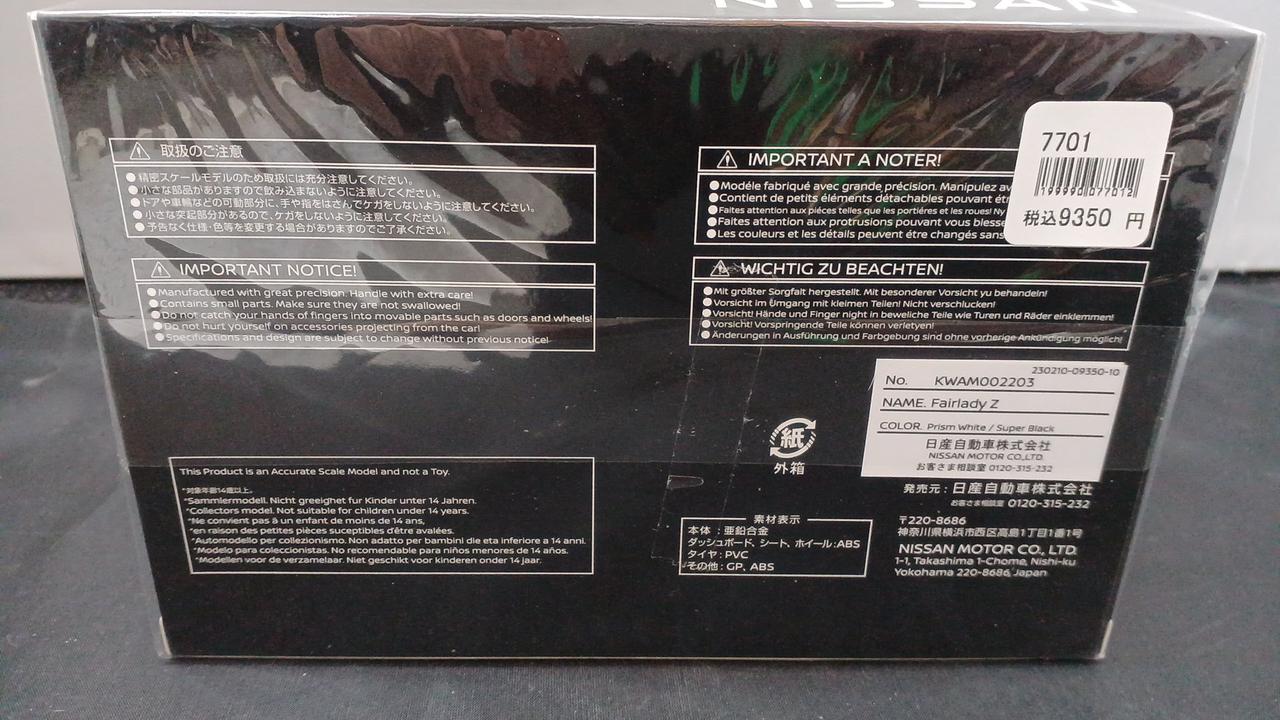 NISSAN
取扱のご注意
●精密スケールモデルのため取扱には充分注意してください。
●小さな部品がありますので飲み込まないように注意してください。
●ドアや車輪などの可動部分に、手や指をはさんでケガをしないように注意してください。
●小さな突起部分があるので、ケガをしないように注意してください。
●予告なく仕様・色等を変更する場合がありますのでご了承ください。
IMPORTANT NOTICE!
●Manufactured with great precision. Handle with extra care!
●Contains small parts. Make sure they are not swallowed!
●Do not catch your hands of fingers into movable parts such as doors and wheels!
●Do not hurt yourself on accessories projecting from the car!
●Specifications and design are subject to change without previous notice!
This Product is an Accurate Scale Model and not a Toy.
*対象年齢14歳以上。
*Sammlermodell. Nicht greeignet fur Kinder unter 14 Jahren.
*Collectors model. Not suitable for children under 14 years.
*Ne convient pas à un enfant de moins de 14 ans,
*en raison des petites pièces susceptibles d'être avalées.
*Automodello per collezionismo. Non adatto per bambini die eta inferiore a 14 anni.
*Modelo para coleccionistas. No recomendable para niños menores de 14 años.
*Modellen voor de verzamelaar. Niet geschikt voor kinderen onder 14 jaar.
IMPORTANT A NOTER!
●Modéle fabriqué avec grande précision. Manipulez av
●Contient de petits éléments détachables pouvant êt
●Faites attention aux piéces telles que les portiéres et les roues! Ny
●Faites attention aux protrusions pouvant vous blesse
●Les couleurs et les détails peuvent étre changés sans
7701
199990077012
税込9350 円
WICHTIG ZU BEACHTEN!
●Mit größter Sorgfalt hergestellt. Mit besonderer Vorsicht yu behandeln!
●Vorsicht im Umgang mit kleinen Teilen! Nicht verschlucken!
●Vorsicht! Hände und Finger night in beweliche Teile wie Turen und Räder einklemmen!
●Vorsicht! Vorspringende Teile können verletyen!
●Änderungen in Ausführung und Farbgebung sind ohne vorherige Ankündigung möglich!
230210-09350-10
No. KWAM002203
NAME. Fairlady Z
COLOR. Prism White / Super Black
日産自動車株式会社
NISSAN MOTOR CO.,LTD.
お客さま相談室 0120-315-232
紙
外箱
発売元：日産自動車株式会社
お客さま相談室 0120-315-232
〒220-8686
神奈川県横浜市西区高島1丁目1番1号
NISSAN MOTOR CO., LTD.
1-1, Takashima 1-Chome, Nishi-ku
Yokohama 220-8686, Japan
素材表示
本体：亜鉛合金
ダッシュボード、シート、ホイール：ABS
タイヤ：PVC
その他：GP、ABS